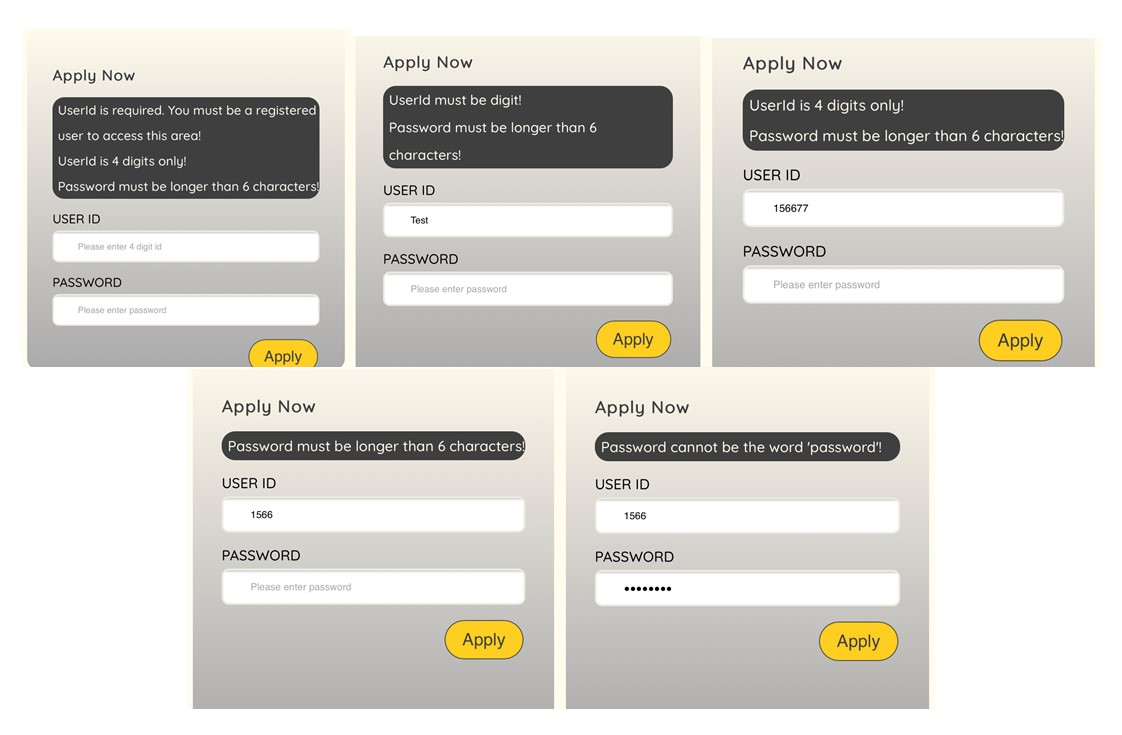 Apply Now
UserId is required. You must be a registered
user to access this area!
UserId is 4 digits only!
Password must be longer than 6 characters!
USER ID
Please enter 4 digit id
PASSWORD
Please enter password
Apply
Apply Now
UserId must be digit!
Password must be longer than 6
characters!
USER ID
Test
PASSWORD
Please enter password
Apply
Apply Now
UserId is 4 digits only!
Password must be longer than 6 characters!
USER ID
156677
PASSWORD
Please enter password
Apply
Apply Now
Password must be longer than 6 characters!
USER ID
1566
PASSWORD
Please enter password
Apply
Apply Now
Password cannot be the word 'password'!
USER ID
1566
PASSWORD
••••••••
Apply